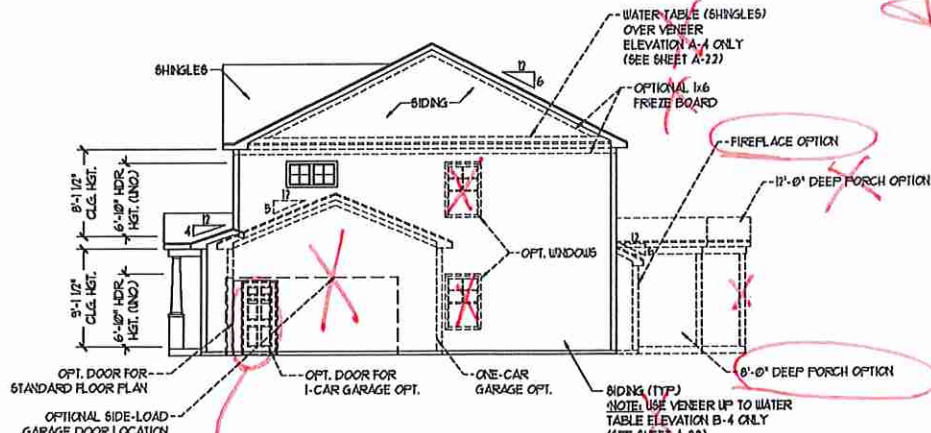 WATER TABLE (SHINGLES)
OVER VENEER
ELEVATION A-4 ONLY
(SEE SHEET A-22)
SHINGLES
12
6
SIDING
OPTIONAL 1x6
FRIEZE BOARD
FIREPLACE OPTION
12'-0" DEEP PORCH OPTION
8'-1 1/2"
CLG. HGT.
6'-10" HDR.
HGT. (UNO)
12
5
12
4
OPT. WINDOWS
12
9'-1 1/2"
CLG. HGT.
6'-10" HDR.
HGT. (UNO)
OPT. DOOR FOR
STANDARD FLOOR PLAN
OPT. DOOR FOR
1-CAR GARAGE OPT.
ONE-CAR
GARAGE OPT.
8'-0" DEEP PORCH OPTION
OPTIONAL SIDE-LOAD
GARAGE DOOR LOCATION
SIDING (TYP.)
NOTE: USE VENEER UP TO WATER
TABLE ELEVATION B-4 ONLY